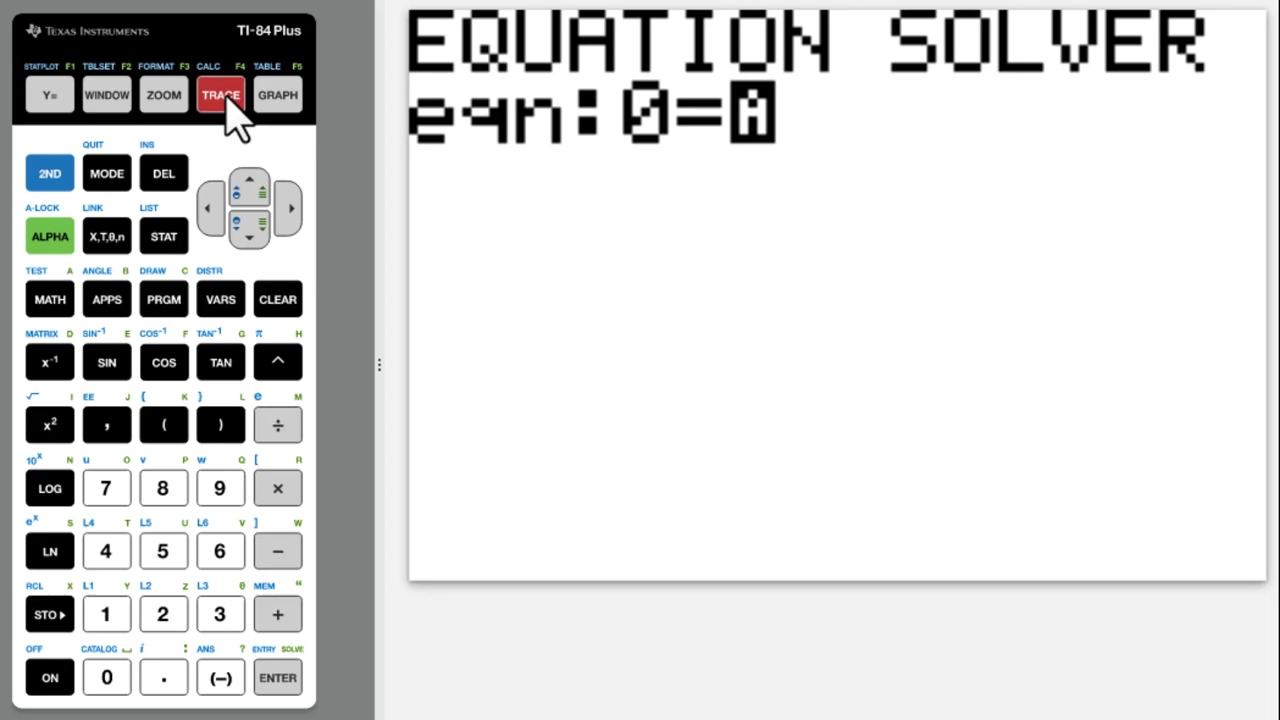 TEXAS INSTRUMENTS TI-84 Plus
STATPLOT F1 TBLSET F2 FORMAT F3 CALC F4 TABLE F5
Y= WINDOW ZOOM TRACE GRAPH
QUIT INS
2ND MODE DEL
A-LOCK LINK LIST
ALPHA X,T,θ,n STAT
TEST A ANGLE B DRAW C DISTR
MATH APPS PRGM VARS CLEAR
MATRIX D SIN-1 E COS-1 F TAN-1 G π H
x-1 SIN COS TAN ^
√ I EE J { K } L e M
x2 , ( ) ÷
10x N u O v P w Q [ R
LOG 7 8 9 ×
ex S L4 T L5 U L6 V ] W
LN 4 5 6 −
RCL X L1 Y L2 Z L3 θ MEM “
STO▸ 1 2 3 +
OFF CATALOG ⎵ i : ANS ? ENTRY SOLVE
ON 0 . (−) ENTER
EQUATION SOLVER
eqn:0=A